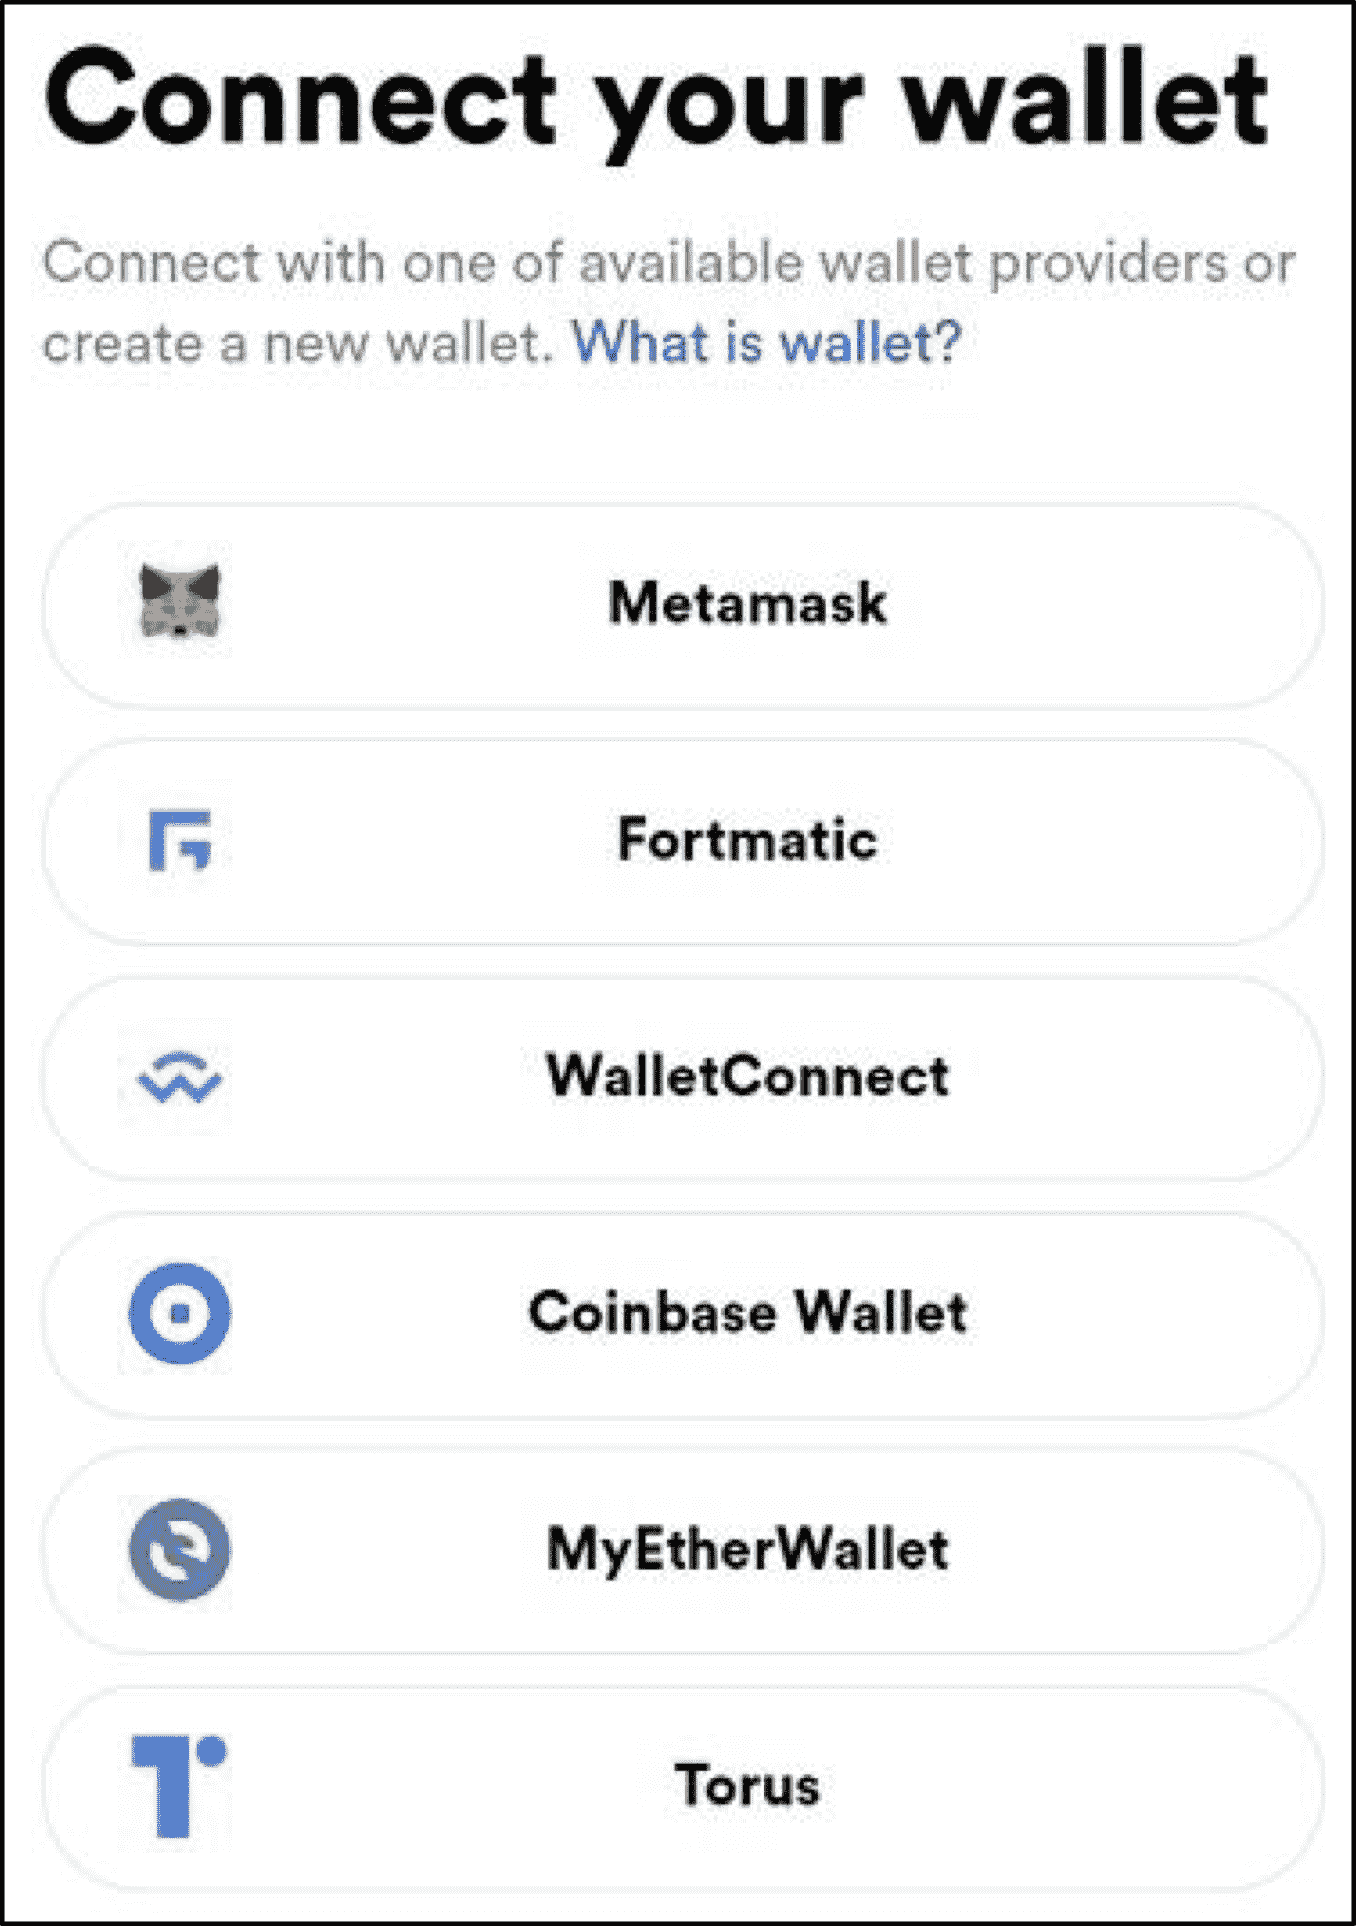 Connect your wallet
Connect with one of available wallet providers or
create a new wallet. What is wallet?
Metamask
Fortmatic
WalletConnect
Coinbase Wallet
MyEtherWallet
Torus